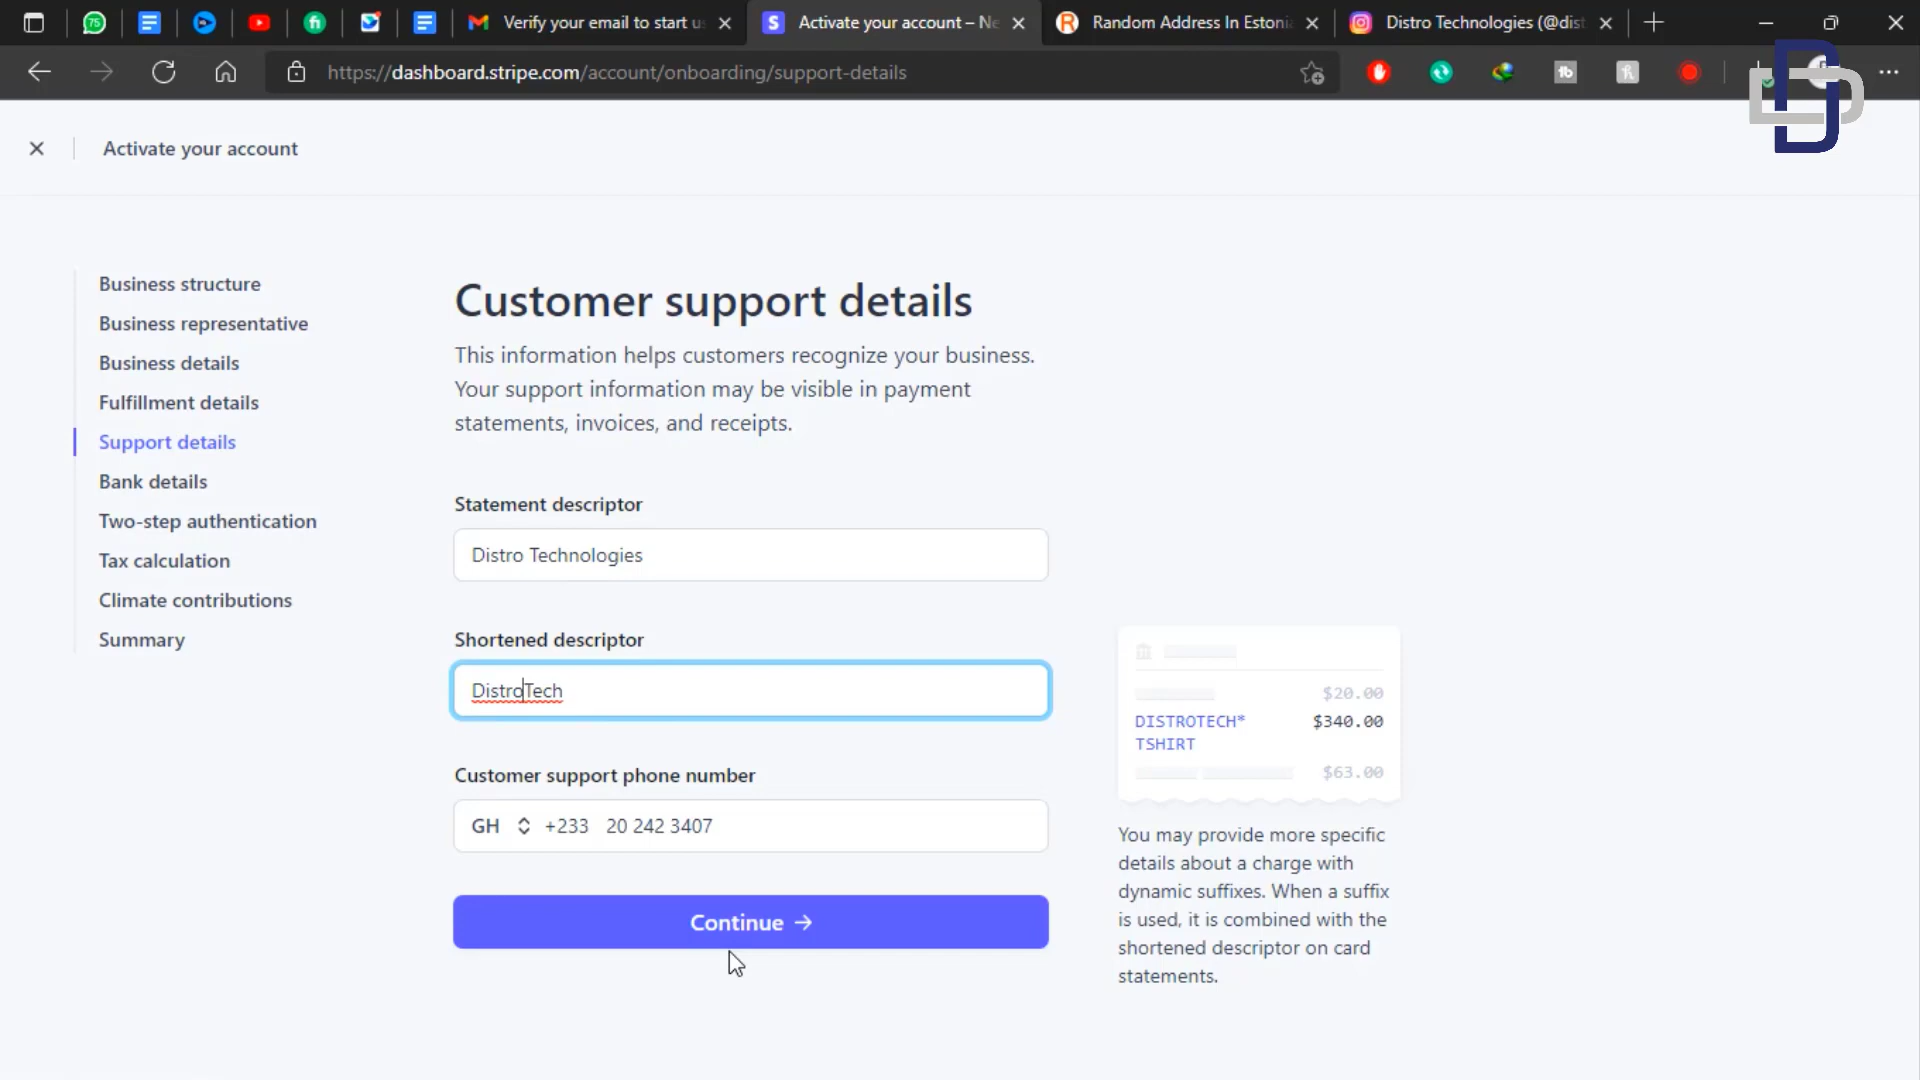 75
Verify your email to start us
Activate your account – Ne
Random Address In Estonia
Distro Technologies (@dist
https://dashboard.stripe.com/account/onboarding/support-details
Activate your account
Business structure
Business representative
Business details
Fulfillment details
Support details
Bank details
Two-step authentication
Tax calculation
Climate contributions
Summary
Customer support details
This information helps customers recognize your business.
Your support information may be visible in payment
statements, invoices, and receipts.
Statement descriptor
Distro Technologies
Shortened descriptor
DistroTech
Customer support phone number
GH +233 20 242 3407
Continue →
$20.00
DISTROTECH* $340.00
TSHIRT
$63.00
You may provide more specific
details about a charge with
dynamic suffixes. When a suffix
is used, it is combined with the
shortened descriptor on card
statements.